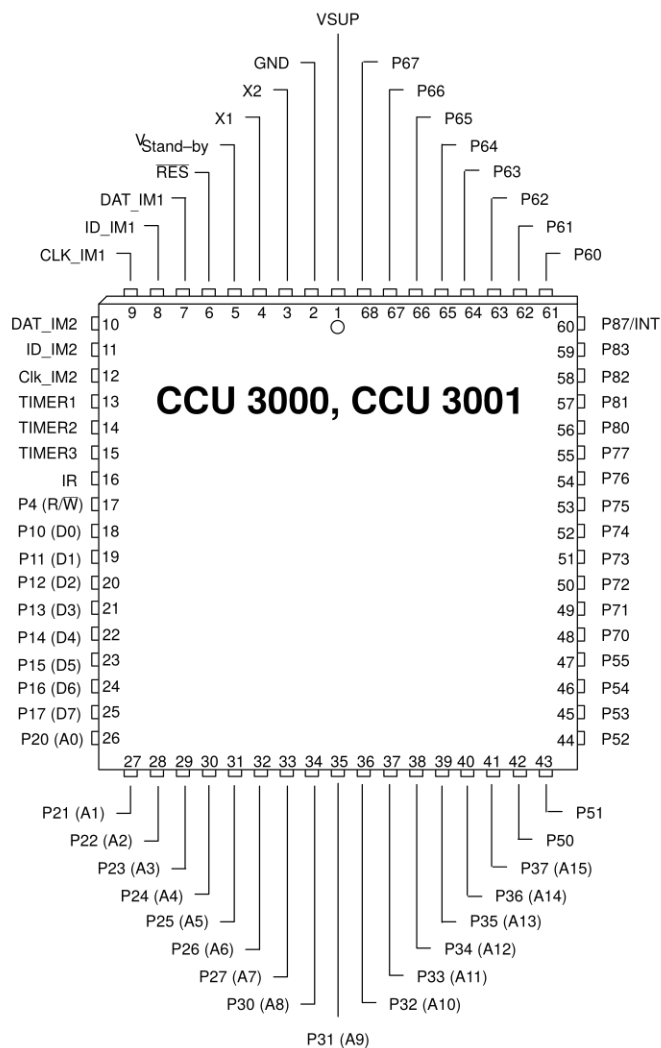 VSUP
GND P67
X2 P66
X1 P65
VStand–by P64
RES P63
DAT_IM1 P62
ID_IM1 P61
CLK_IM1 P60
9 8 7 6 5 4 3 2 1 68 67 66 65 64 63 62 61
DAT_IM2 10 60 P87/INT
ID_IM2 11 59 P83
Clk_IM2 12 58 P82
CCU 3000, CCU 3001
TIMER1 13 57 P81
TIMER2 14 56 P80
TIMER3 15 55 P77
IR 16 54 P76
P4 (R/W) 17 53 P75
P10 (D0) 18 52 P74
P11 (D1) 19 51 P73
P12 (D2) 20 50 P72
P13 (D3) 21 49 P71
P14 (D4) 22 48 P70
P15 (D5) 23 47 P55
P16 (D6) 24 46 P54
P17 (D7) 25 45 P53
P20 (A0) 26 44 P52
27 28 29 30 31 32 33 34 35 36 37 38 39 40 41 42 43
P21 (A1) P51
P22 (A2) P50
P23 (A3) P37 (A15)
P24 (A4) P36 (A14)
P25 (A5) P35 (A13)
P26 (A6) P34 (A12)
P27 (A7) P33 (A11)
P30 (A8) P32 (A10)
P31 (A9)